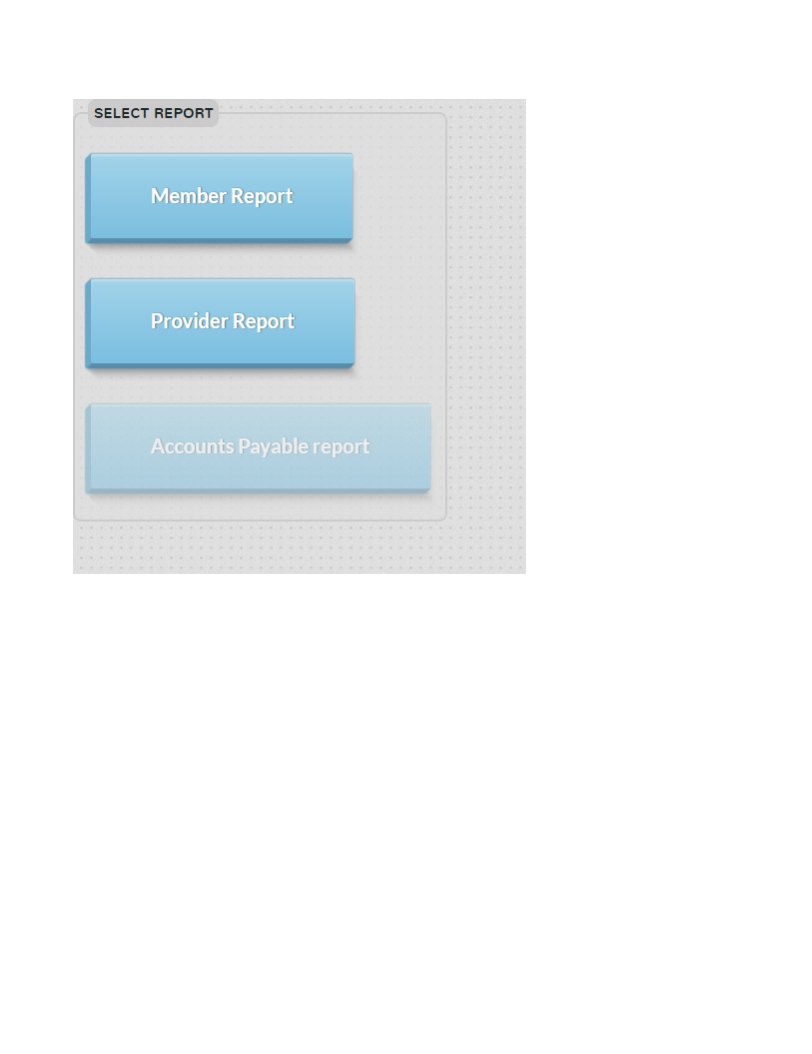 SELECT REPORT
Member Report
Provider Report
Accounts Payable report